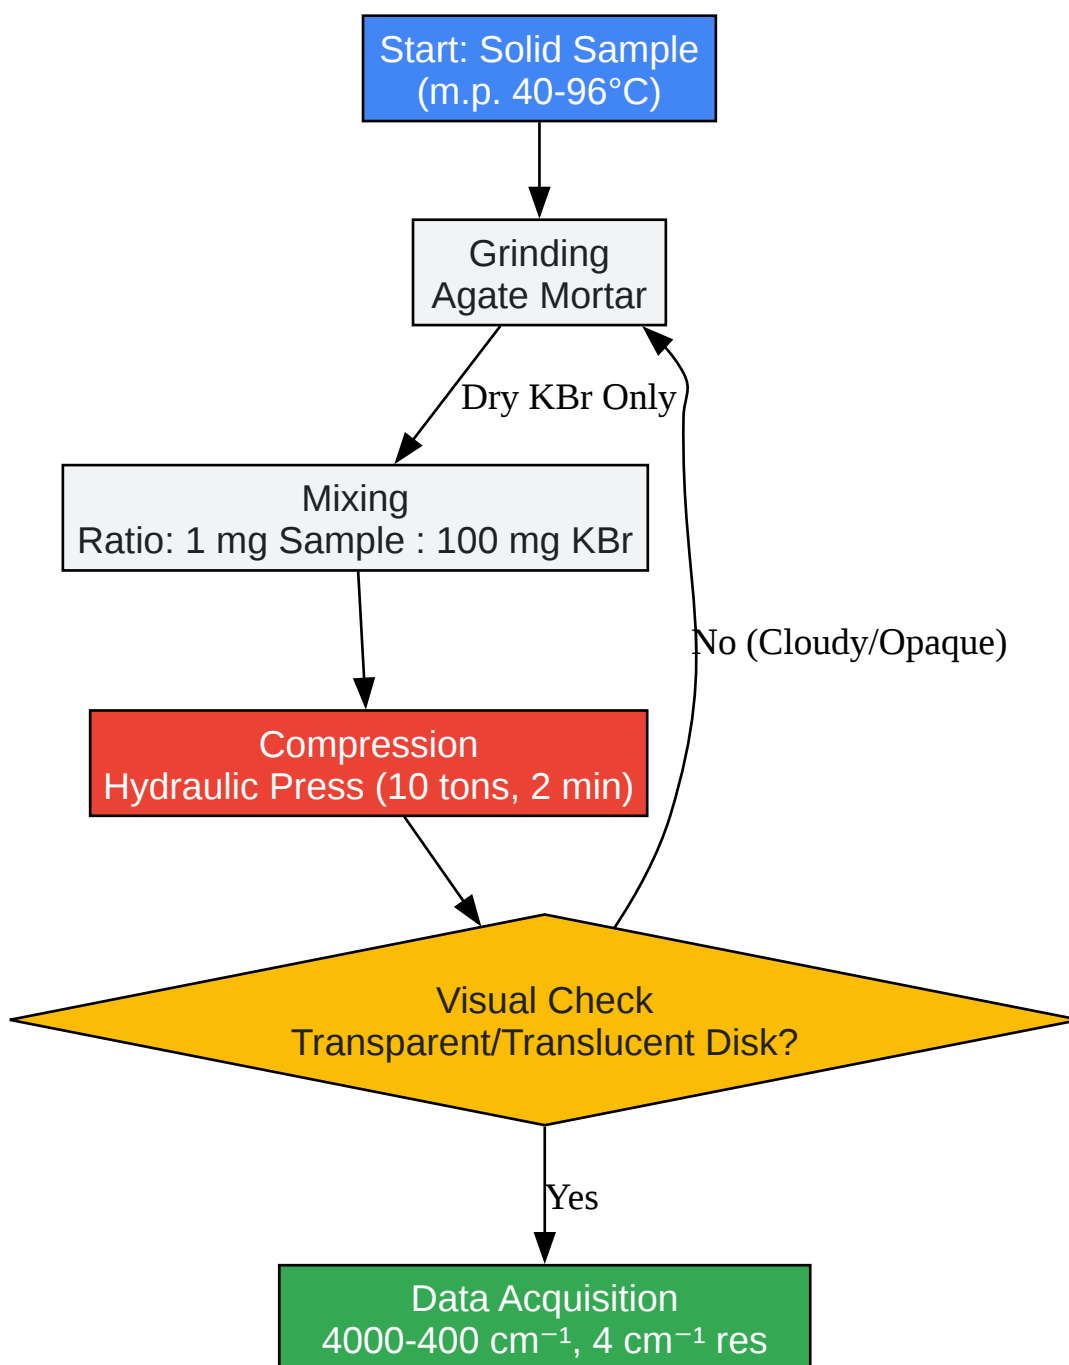 Start: Solid Sample
(m.p. 40-96°C)
Grinding
Agate Mortar
Dry KBr Only
Mixing
Ratio: 1 mg Sample : 100 mg KBr
No (Cloudy/Opaque)
Compression
Hydraulic Press (10 tons, 2 min)
Visual Check
Transparent/Translucent Disk?
Yes
Data Acquisition
4000-400 cm⁻¹, 4 cm⁻¹ res